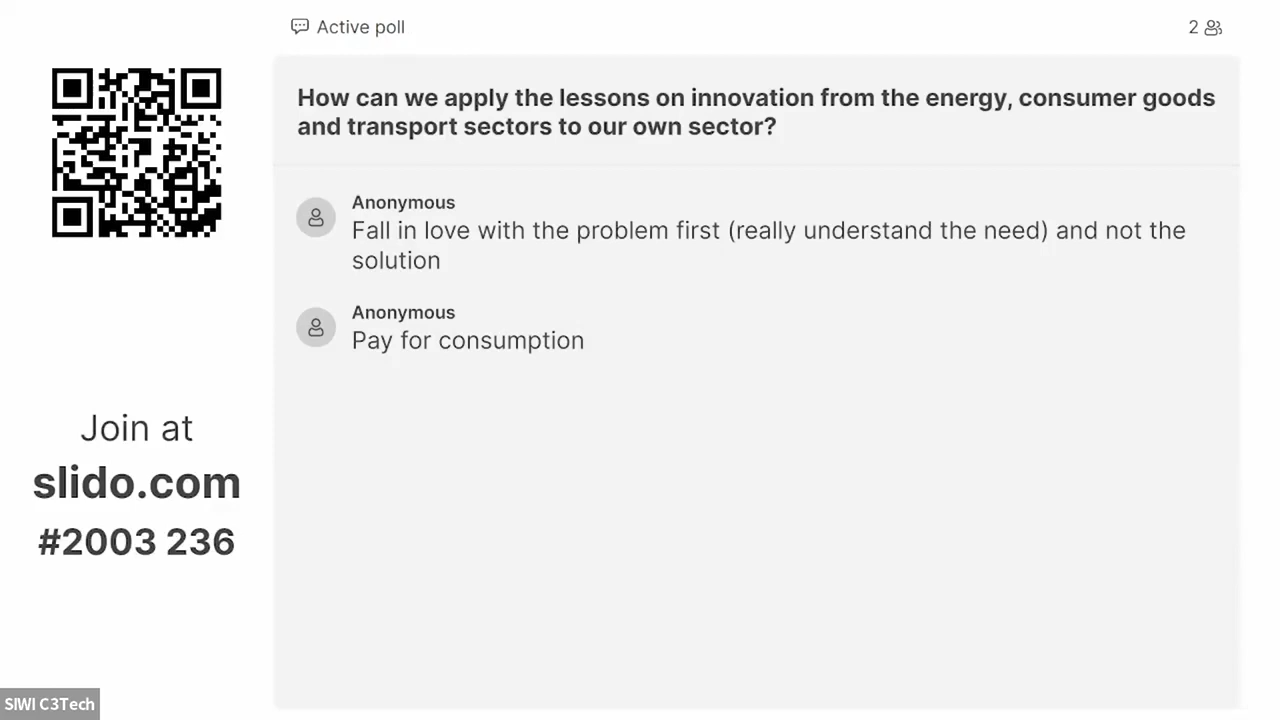 Active poll
2
How can we apply the lessons on innovation from the energy, consumer goods
and transport sectors to our own sector?
Anonymous
Fall in love with the problem first (really understand the need) and not the
solution
Anonymous
Pay for consumption
Join at
slido.com
#2003 236
SIWI C3Tech